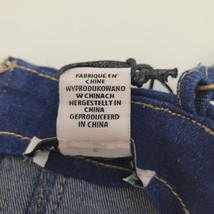 FABRIQUÉ EN
CHINE
WYPRODUKOWANO
W CHINACH
HERGESTELLT IN
CHINA
GEPRODUCEERD
IN CHINA